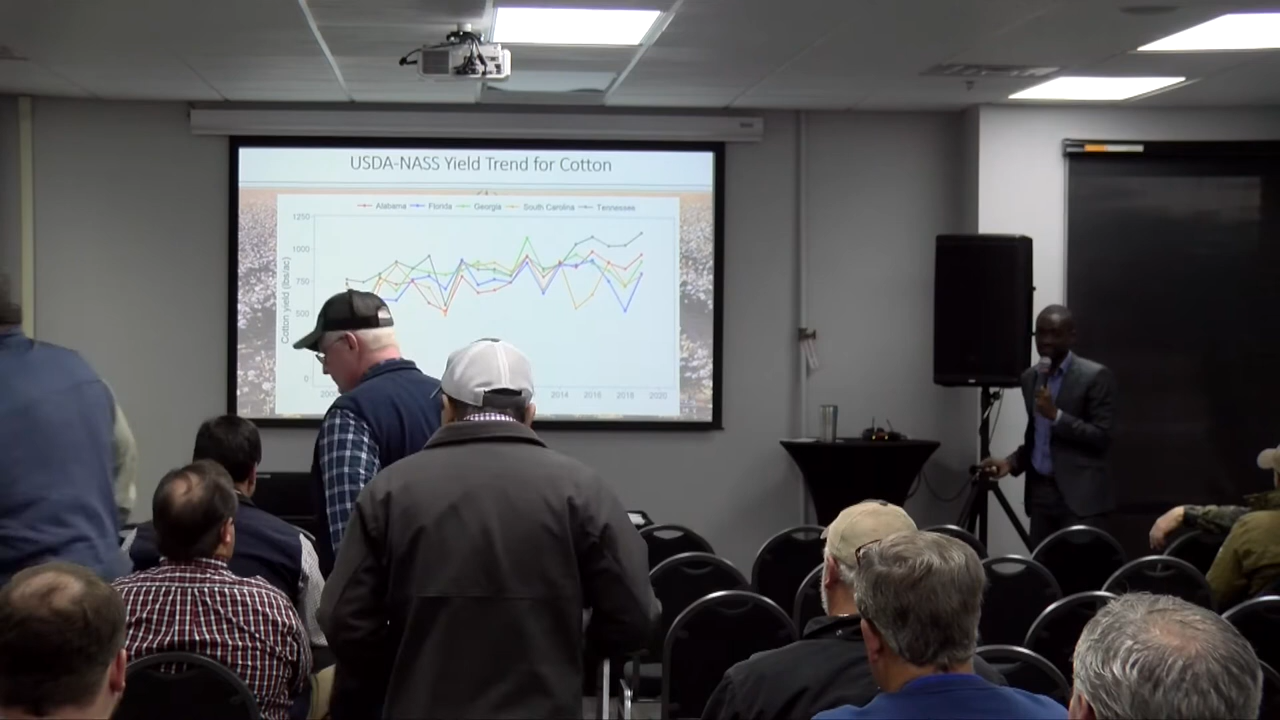 USDA-NASS Yield Trend for Cotton
Alabama Florida Georgia South Carolina Tennessee
1250
1000
750
500
0
Cotton yield (lbs/ac)
2000 2014 2016 2018 2020